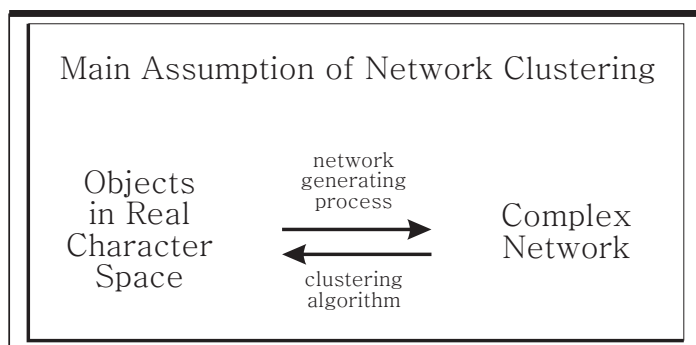 Main Assumption of Network Clustering
Objects
in Real
Character
Space
network
generating
process
clustering
algorithm
Complex
Network